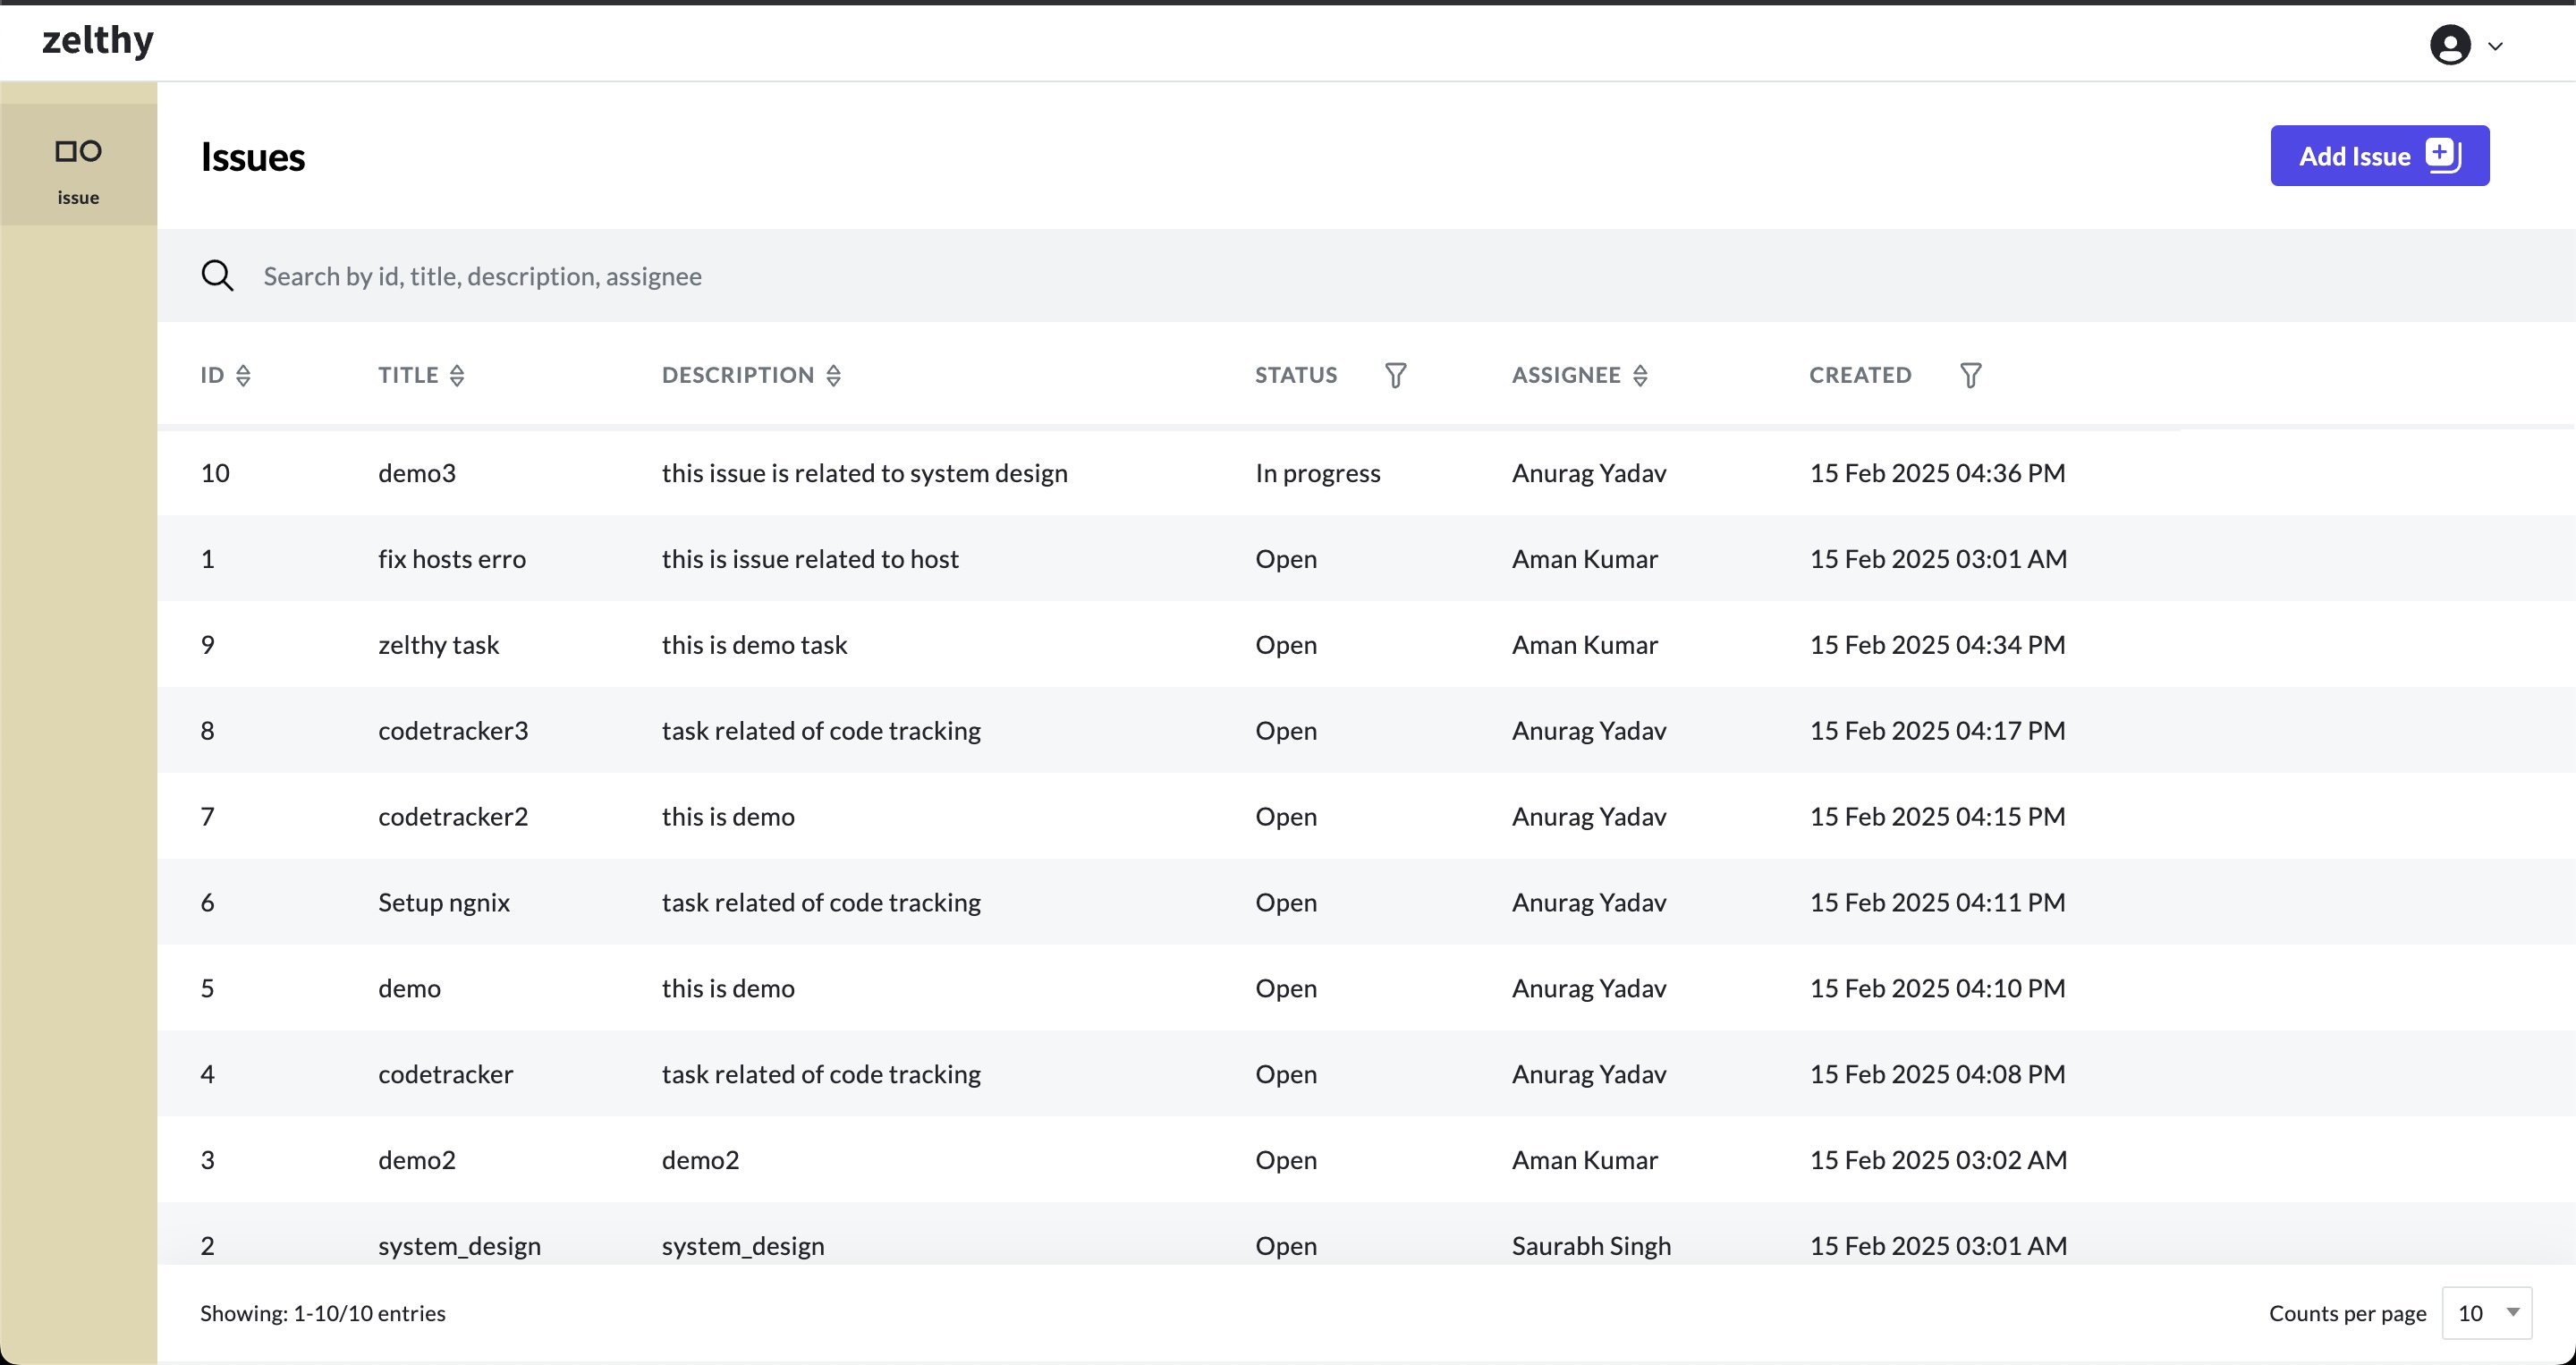 zelthy
issue
Issues
Add Issue
Search by id, title, description, assignee
ID TITLE DESCRIPTION STATUS ASSIGNEE CREATED
10 demo3 this issue is related to system design In progress Anurag Yadav 15 Feb 2025 04:36 PM
1 fix hosts erro this is issue related to host Open Aman Kumar 15 Feb 2025 03:01 AM
9 zelthy task this is demo task Open Aman Kumar 15 Feb 2025 04:34 PM
8 codetracker3 task related of code tracking Open Anurag Yadav 15 Feb 2025 04:17 PM
7 codetracker2 this is demo Open Anurag Yadav 15 Feb 2025 04:15 PM
6 Setup ngnix task related of code tracking Open Anurag Yadav 15 Feb 2025 04:11 PM
5 demo this is demo Open Anurag Yadav 15 Feb 2025 04:10 PM
4 codetracker task related of code tracking Open Anurag Yadav 15 Feb 2025 04:08 PM
3 demo2 demo2 Open Aman Kumar 15 Feb 2025 03:02 AM
2 system_design system_design Open Saurabh Singh 15 Feb 2025 03:01 AM
Showing: 1-10/10 entries Counts per page 10